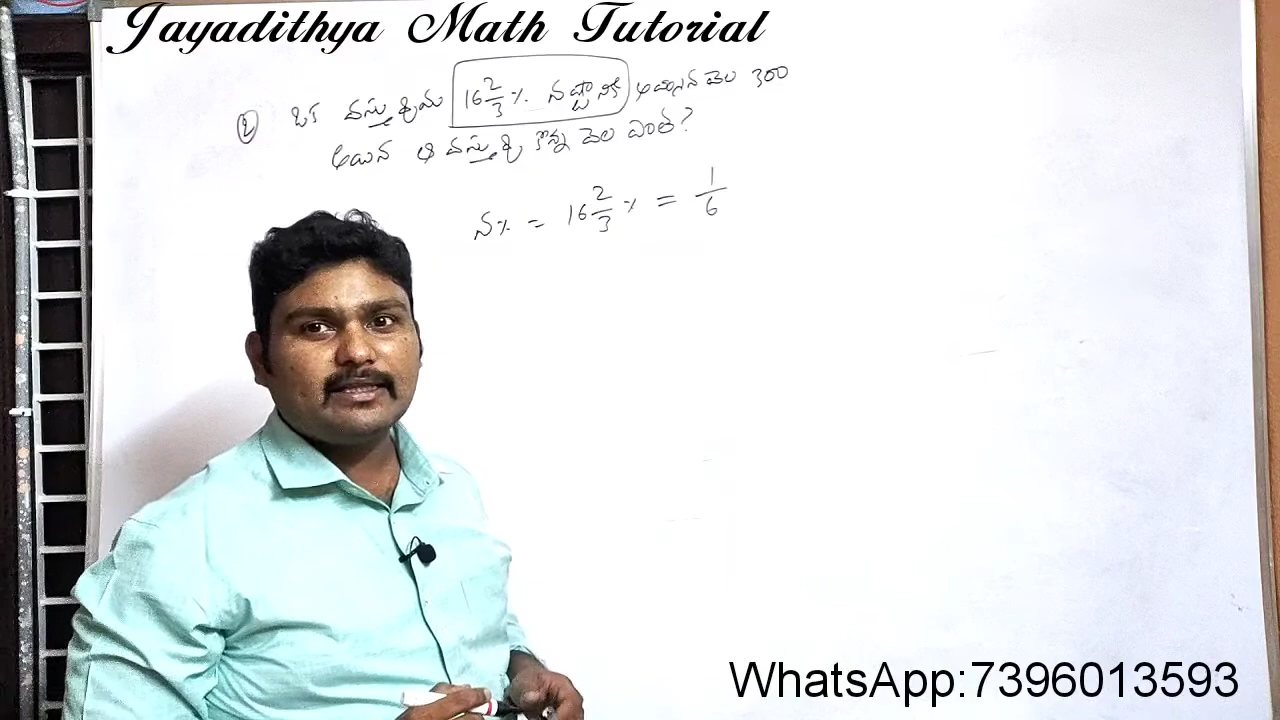 Jayadithya Math Tutorial
② ఒక వస్తువును 16 2/3 % నష్టానికి అమ్మిన వెల 300
అయిన ఆ వస్తువు కొన్న వెల ఎంత?
న% = 16 2/3 % = 1/6
WhatsApp:7396013593